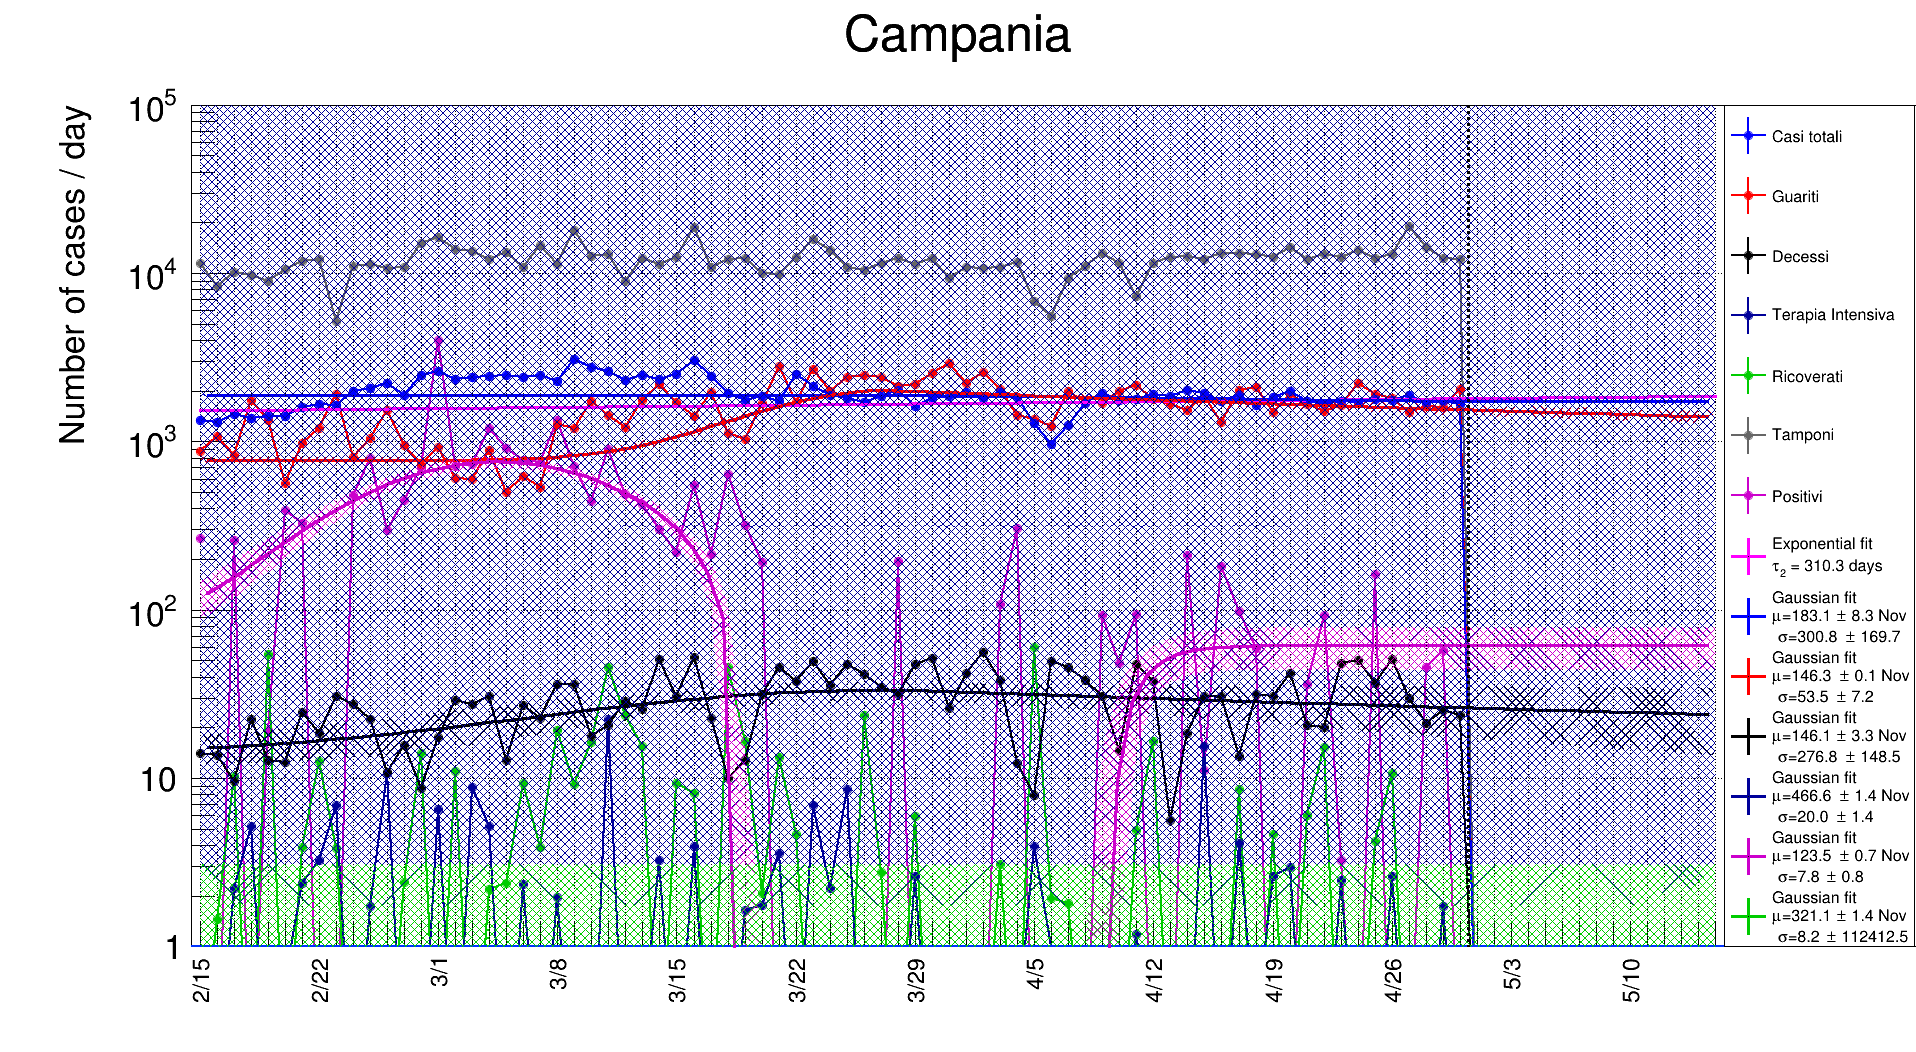 Campania
Number of cases / day
10^5
10^4
10^3
10^2
10
1
2/15
2/22
3/1
3/8
3/15
3/22
3/29
4/5
4/12
4/19
4/26
5/3
5/10
Casi totali
Guariti
Decessi
Terapia Intensiva
Ricoverati
Tamponi
Positivi
Exponential fit
τ2 = 310.3 days
Gaussian fit
μ=183.1 ± 8.3 Nov
σ=300.8 ± 169.7
Gaussian fit
μ=146.3 ± 0.1 Nov
σ=53.5 ± 7.2
Gaussian fit
μ=146.1 ± 3.3 Nov
σ=276.8 ± 148.5
Gaussian fit
μ=466.6 ± 1.4 Nov
σ=20.0 ± 1.4
Gaussian fit
μ=123.5 ± 0.7 Nov
σ=7.8 ± 0.8
Gaussian fit
μ=321.1 ± 1.4 Nov
σ=8.2 ± 112412.5